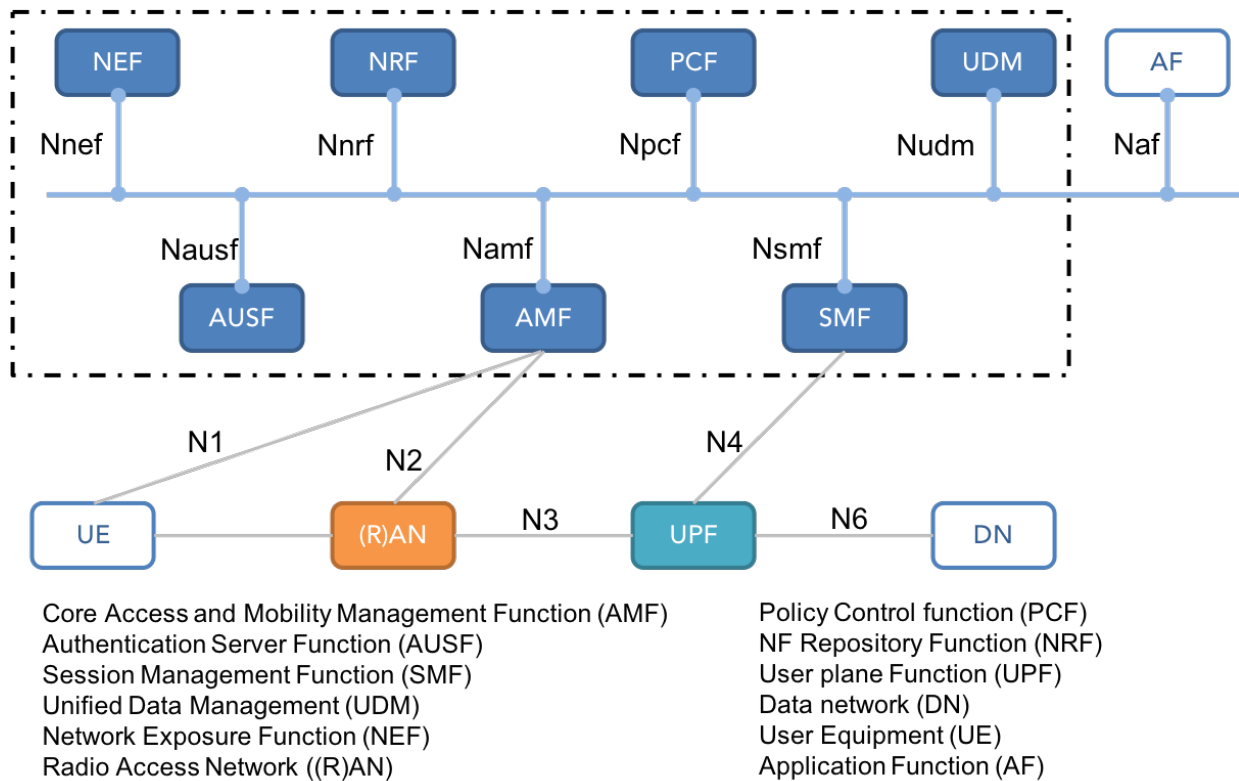 NEF NRF PCF UDM AF
Nnef Nnrf Npcf Nudm Naf
Nausf Namf Nsmf
AUSF AMF SMF
N1 N2 N4
UE (R)AN N3 UPF N6 DN
Core Access and Mobility Management Function (AMF)
Authentication Server Function (AUSF)
Session Management Function (SMF)
Unified Data Management (UDM)
Network Exposure Function (NEF)
Radio Access Network ((R)AN)
Policy Control function (PCF)
NF Repository Function (NRF)
User plane Function (UPF)
Data network (DN)
User Equipment (UE)
Application Function (AF)